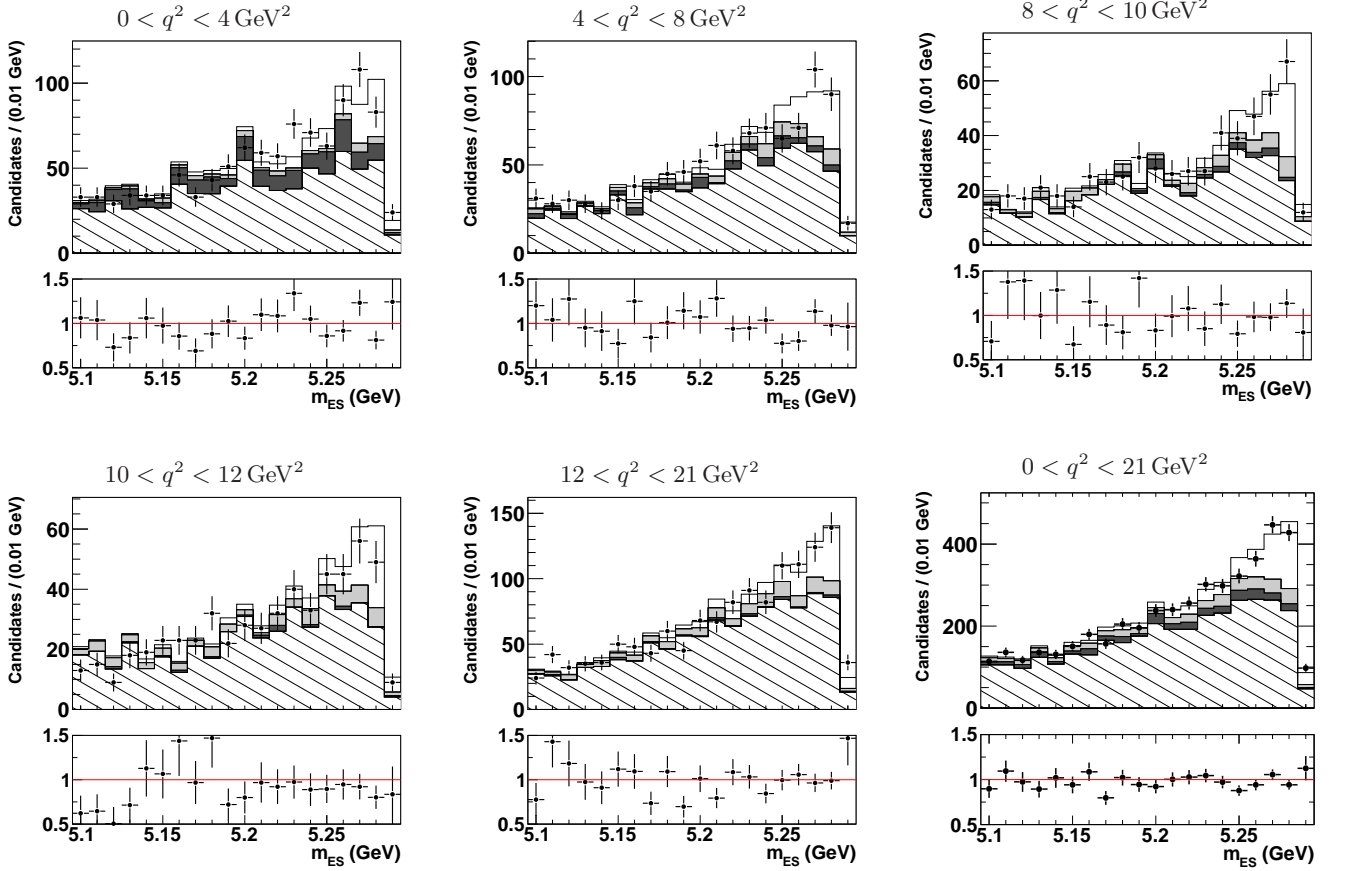 0 < q² < 4 GeV²
Candidates / (0.01 GeV)
100
50
0
1.5
1
0.5
5.1 5.15 5.2 5.25
m_ES (GeV)
4 < q² < 8 GeV²
Candidates / (0.01 GeV)
100
50
0
1.5
1
0.5
5.1 5.15 5.2 5.25
m_ES (GeV)
8 < q² < 10 GeV²
Candidates / (0.01 GeV)
60
40
20
0
1.5
1
0.5
5.1 5.15 5.2 5.25
m_ES (GeV)
10 < q² < 12 GeV²
Candidates / (0.01 GeV)
60
40
20
0
1.5
1
0.5
5.1 5.15 5.2 5.25
m_ES (GeV)
12 < q² < 21 GeV²
Candidates / (0.01 GeV)
150
100
50
0
1.5
1
0.5
5.1 5.15 5.2 5.25
m_ES (GeV)
0 < q² < 21 GeV²
Candidates / (0.01 GeV)
400
200
0
1.5
1
0.5
5.1 5.15 5.2 5.25
m_ES (GeV)